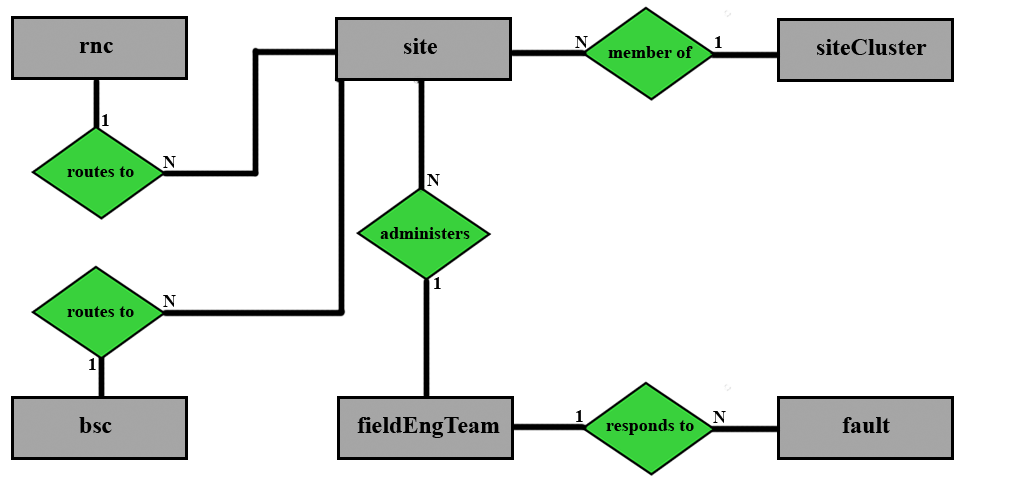 rnc
site
N
member of
1
siteCluster
1
routes to
N
N
administers
1
routes to
N
1
bsc
fieldEngTeam
1
responds to
N
fault